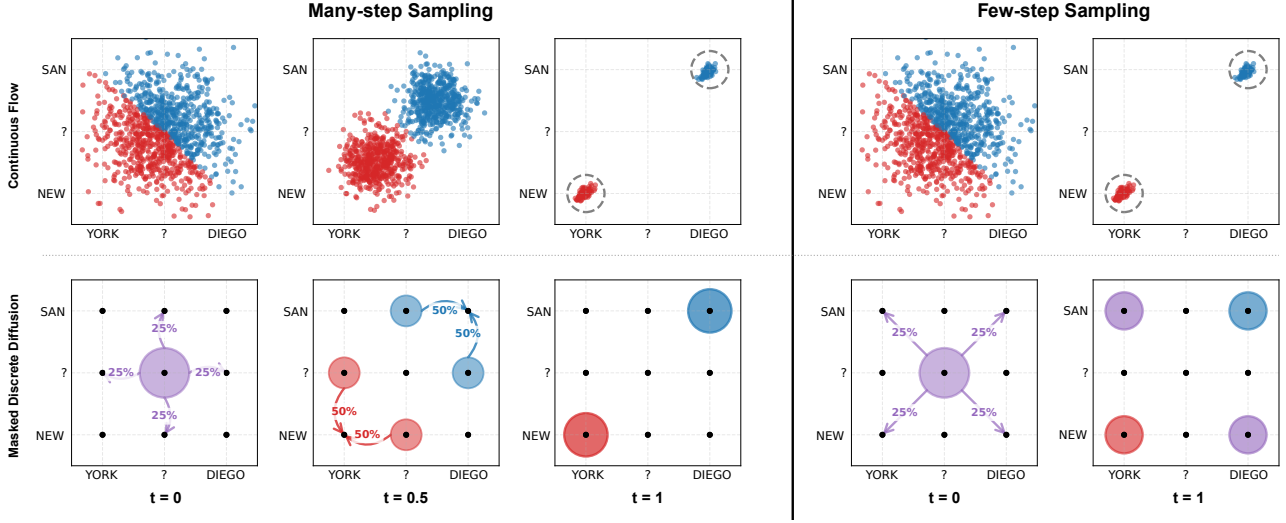 Many-step Sampling
Few-step Sampling
Continuous Flow
SAN
?
NEW
YORK ? DIEGO
SAN
?
NEW
YORK ? DIEGO
SAN
?
NEW
YORK ? DIEGO
SAN
?
NEW
YORK ? DIEGO
SAN
?
NEW
YORK ? DIEGO
Masked Discrete Diffusion
SAN
?
NEW
25%
25%
25%
25%
YORK ? DIEGO
t = 0
SAN
?
NEW
50%
50%
50%
50%
YORK ? DIEGO
t = 0.5
SAN
?
NEW
YORK ? DIEGO
t = 1
SAN
?
NEW
25%
25%
25%
25%
YORK ? DIEGO
t = 0
SAN
?
NEW
YORK ? DIEGO
t = 1